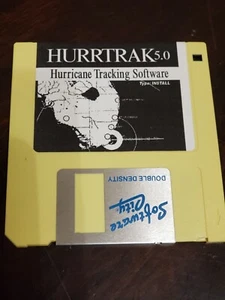 HURRTRAK 5.0
Hurricane Tracking Software
Type: INSTALL
Software
City
DOUBLE DENSITY